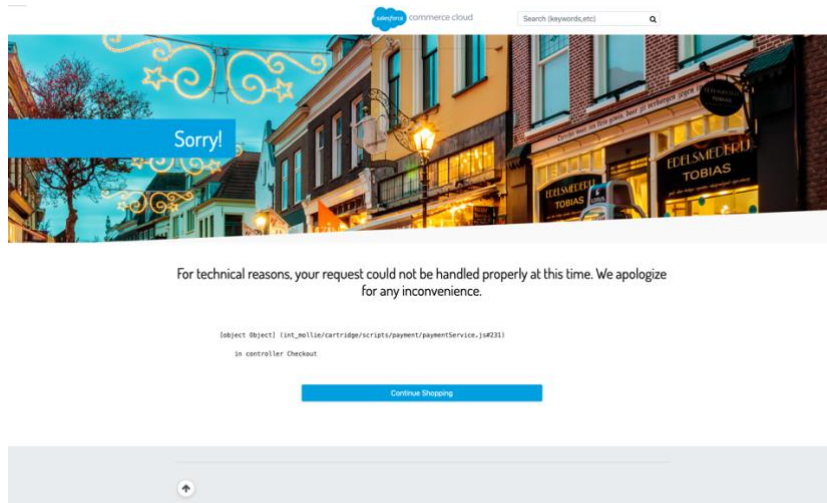 salesforce commerce cloud
Search (keywords,etc)
Sorry!
EDELSMEDERIJ
TOBIAS
EDELSMEDERIJ
TOBIAS
For technical reasons, your request could not be handled properly at this time. We apologize
for any inconvenience.
[object Object] (int_mollie/cartridge/scripts/payment/paymentService.js#231)
in controller Checkout
Continue Shopping